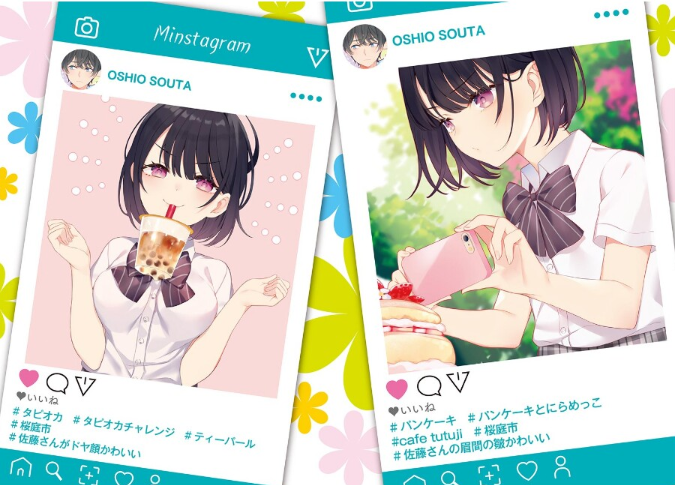 Minstagram
OSHIO SOUTA
いいね
# タピオカ # タピオカチャレンジ # ティーパール
# 桜庭市
# 佐藤さんがドヤ顔かわいい
OSHIO SOUTA
いいね
# パンケーキ # パンケーキとにらめっこ
#cafe tutuji # 桜庭市
# 佐藤さんの眉間の皺かわいい